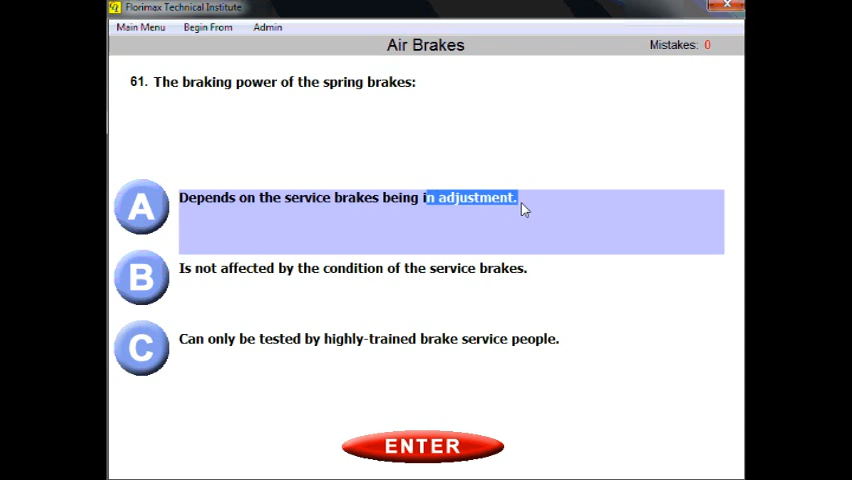 Florimax Technical Institute
Main Menu Begin From Admin
Air Brakes Mistakes: 0
61. The braking power of the spring brakes:
A Depends on the service brakes being in adjustment.
B Is not affected by the condition of the service brakes.
C Can only be tested by highly-trained brake service people.
ENTER